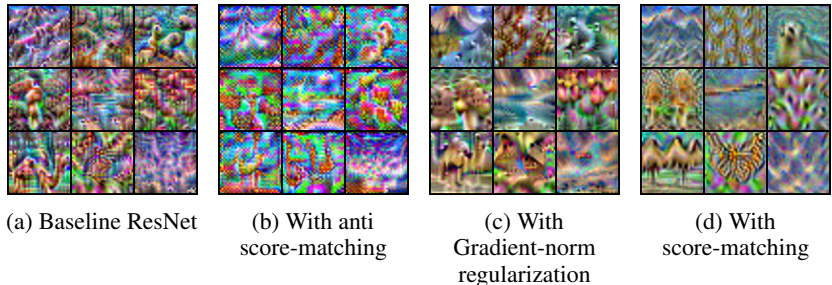 (a) Baseline ResNet
(b) With anti
score-matching
(c) With
Gradient-norm
regularization
(d) With
score-matching